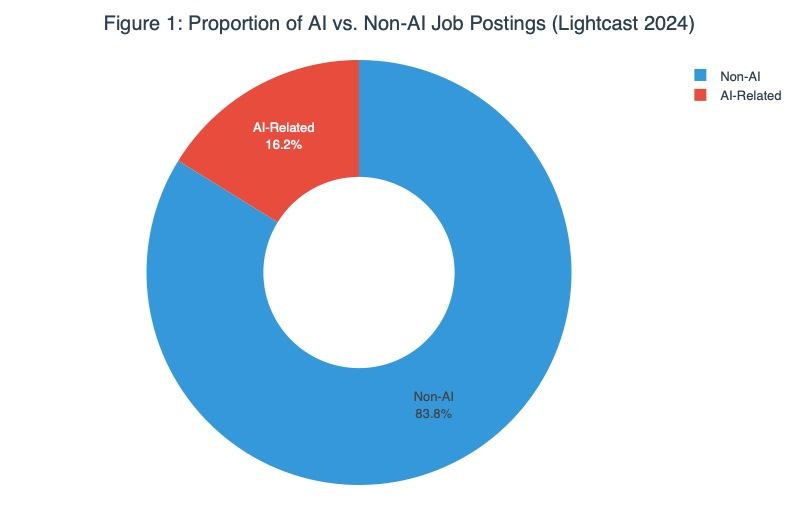 Figure 1: Proportion of AI vs. Non-AI Job Postings (Lightcast 2024)
Non-AI
AI-Related
AI-Related
16.2%
Non-AI
83.8%